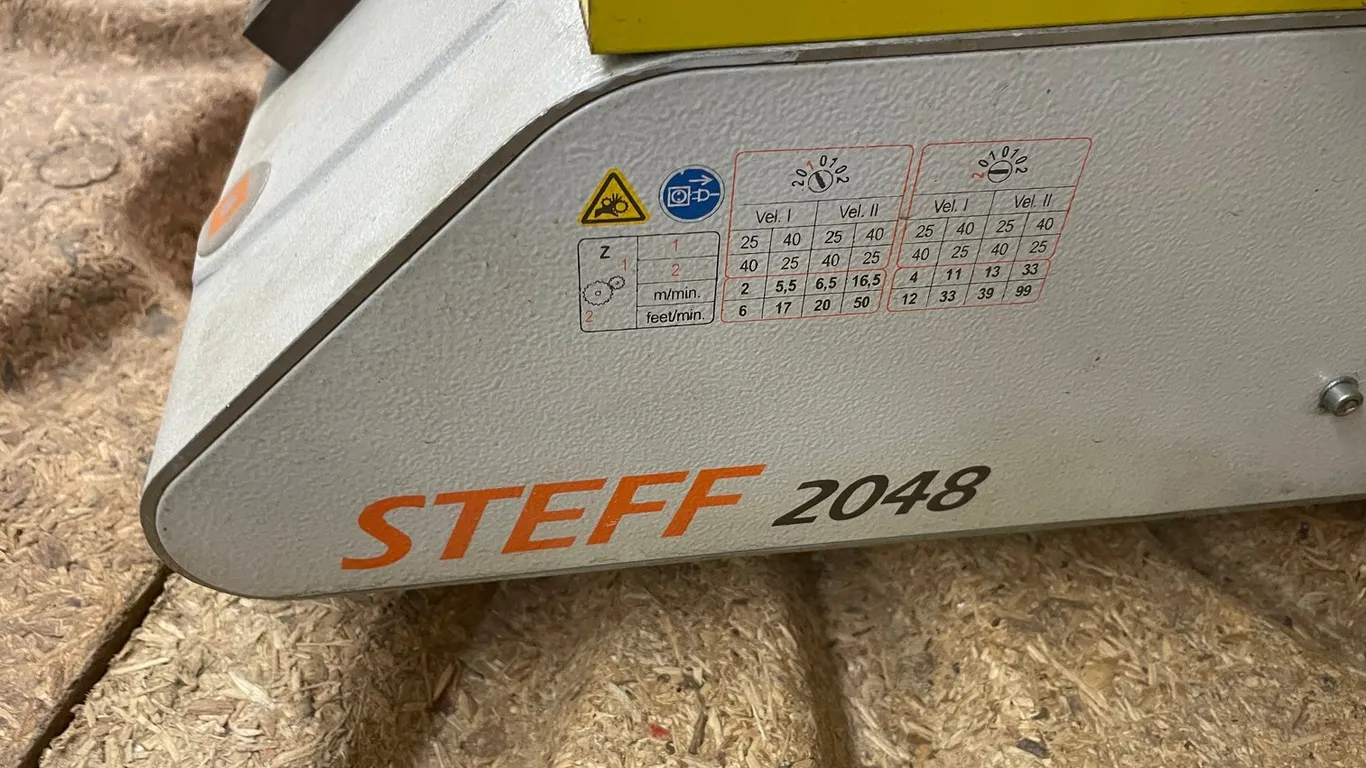 2 0 1 0 1 0 2
2 0 1 0 1 0 2
Vel. I Vel. II Vel. I Vel. II
Z 1 25 40 25 40 25 40 25 40
1 2 40 25 40 25 40 25 40 25
m/min. 2 5,5 6,5 16,5 4 11 13 33
2 feet/min. 6 17 20 50 12 33 39 99
STEFF 2048